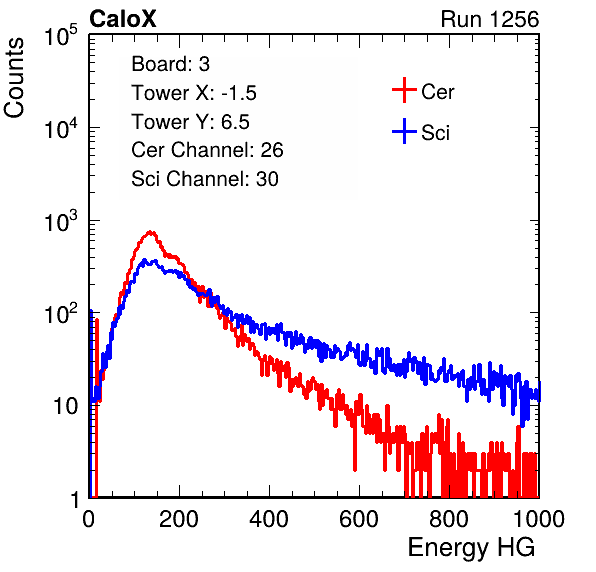 CaloX Run 1256
Counts
10^5
10^4
10^3
10^2
10
1
Board: 3
Tower X: -1.5
Tower Y: 6.5
Cer Channel: 26
Sci Channel: 30
Cer
Sci
0 200 400 600 800 1000
Energy HG